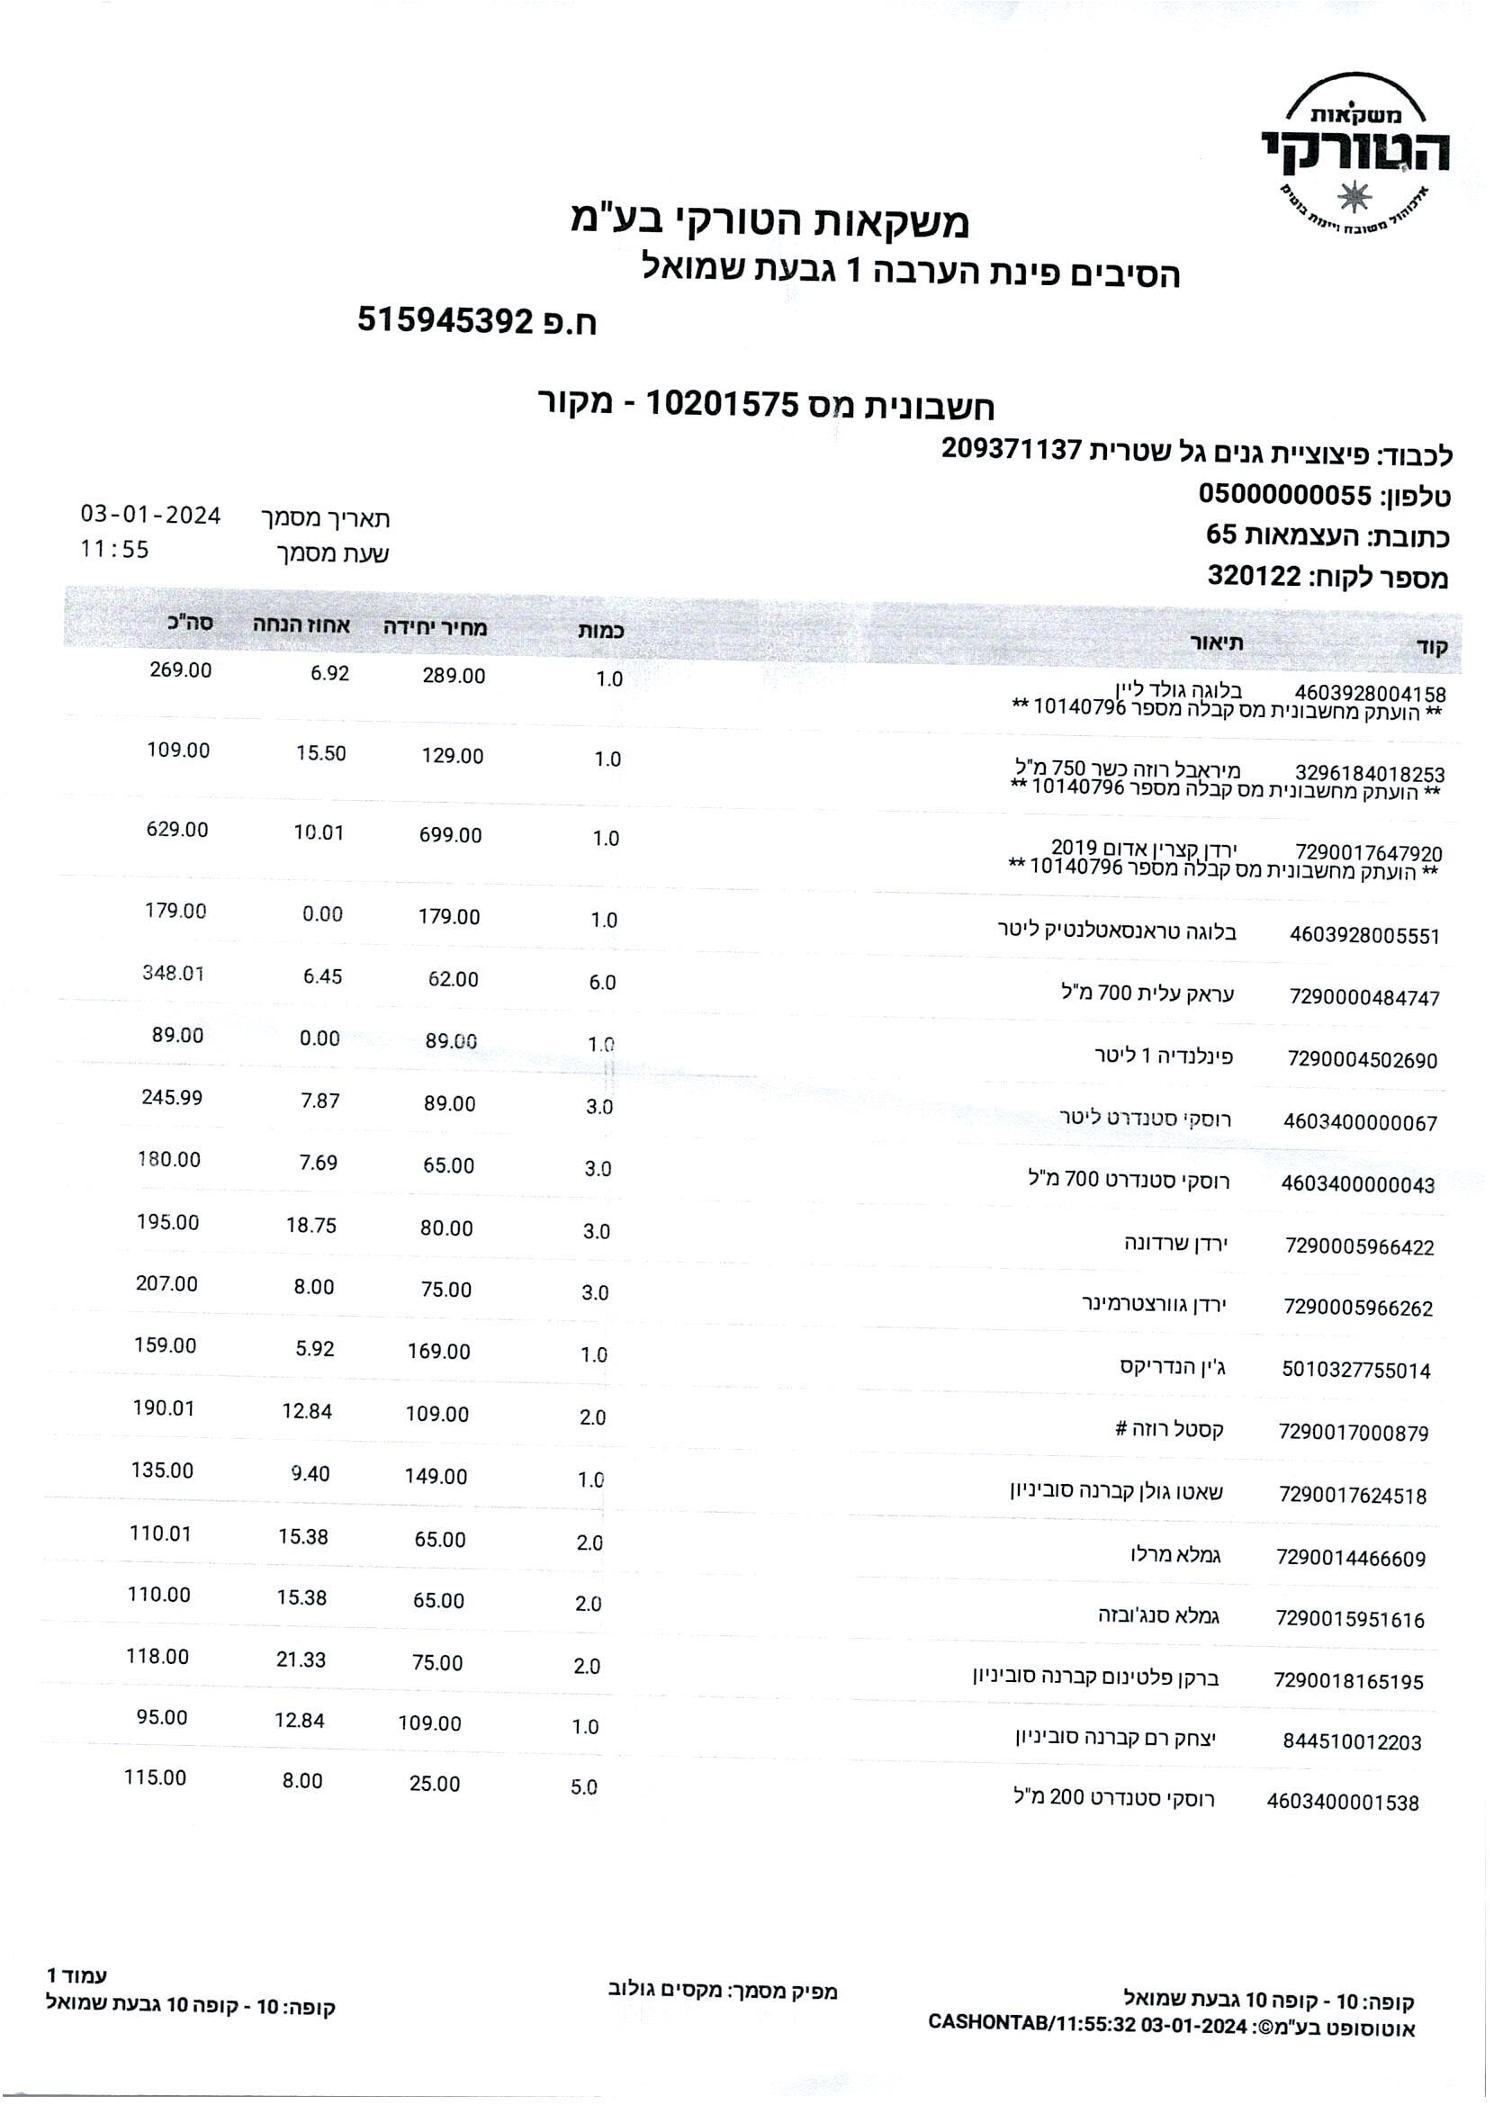 משקאות
הטורקי
אלכוהול משובח ויינות בוטיק
משקאות הטורקי בע"מ
הסיבים פינת הערבה 1 גבעת שמואל
ח.פ 515945392
חשבונית מס 10201575 - מקור
לכבוד: פיצוציית גנים גל שטרית 209371137
טלפון: 05000000055
כתובת: העצמאות 65
מספר לקוח: 320122
תאריך מסמך 03-01-2024
שעת מסמך 11:55
קוד תיאור כמות מחיר יחידה אחוז הנחה סה"כ
4603928004158 בלוגה גולד ליין 1.0 289.00 6.92 269.00
** הועתק מחשבונית מס קבלה מספר 10140796 **
3296184018253 מיראבל רוזה כשר 750 מ"ל 1.0 129.00 15.50 109.00
** הועתק מחשבונית מס קבלה מספר 10140796 **
7290017647920 ירדן קצרין אדום 2019 1.0 699.00 10.01 629.00
** הועתק מחשבונית מס קבלה מספר 10140796 **
4603928005551 בלוגה טראנסאטלנטיק ליטר 1.0 179.00 0.00 179.00
7290000484747 עראק עלית 700 מ"ל 6.0 62.00 6.45 348.01
7290004502690 פינלנדיה 1 ליטר 1.0 89.00 0.00 89.00
4603400000067 רוסקי סטנדרט ליטר 3.0 89.00 7.87 245.99
4603400000043 רוסקי סטנדרט 700 מ"ל 3.0 65.00 7.69 180.00
7290005966422 ירדן שרדונה 3.0 80.00 18.75 195.00
7290005966262 ירדן גוורצטרמינר 3.0 75.00 8.00 207.00
5010327755014 ג'ין הנדריקס 1.0 169.00 5.92 159.00
7290017000879 קסטל רוזה # 2.0 109.00 12.84 190.01
7290017624518 שאטו גולן קברנה סוביניון 1.0 149.00 9.40 135.00
7290014466609 גמלא מרלו 2.0 65.00 15.38 110.01
7290015951616 גמלא סנג'ובזה 2.0 65.00 15.38 110.00
7290018165195 ברקן פלטינום קברנה סוביניון 2.0 75.00 21.33 118.00
844510012203 יצחק רם קברנה סוביניון 1.0 109.00 12.84 95.00
4603400001538 רוסקי סטנדרט 200 מ"ל 5.0 25.00 8.00 115.00
קופה: 10 - קופה 10 גבעת שמואל
אוטוסופט בע"מ©: CASHONTAB/11:55:32 03-01-2024
מפיק מסמך: מקסים גולוב
עמוד 1
קופה: 10 - קופה 10 גבעת שמואל